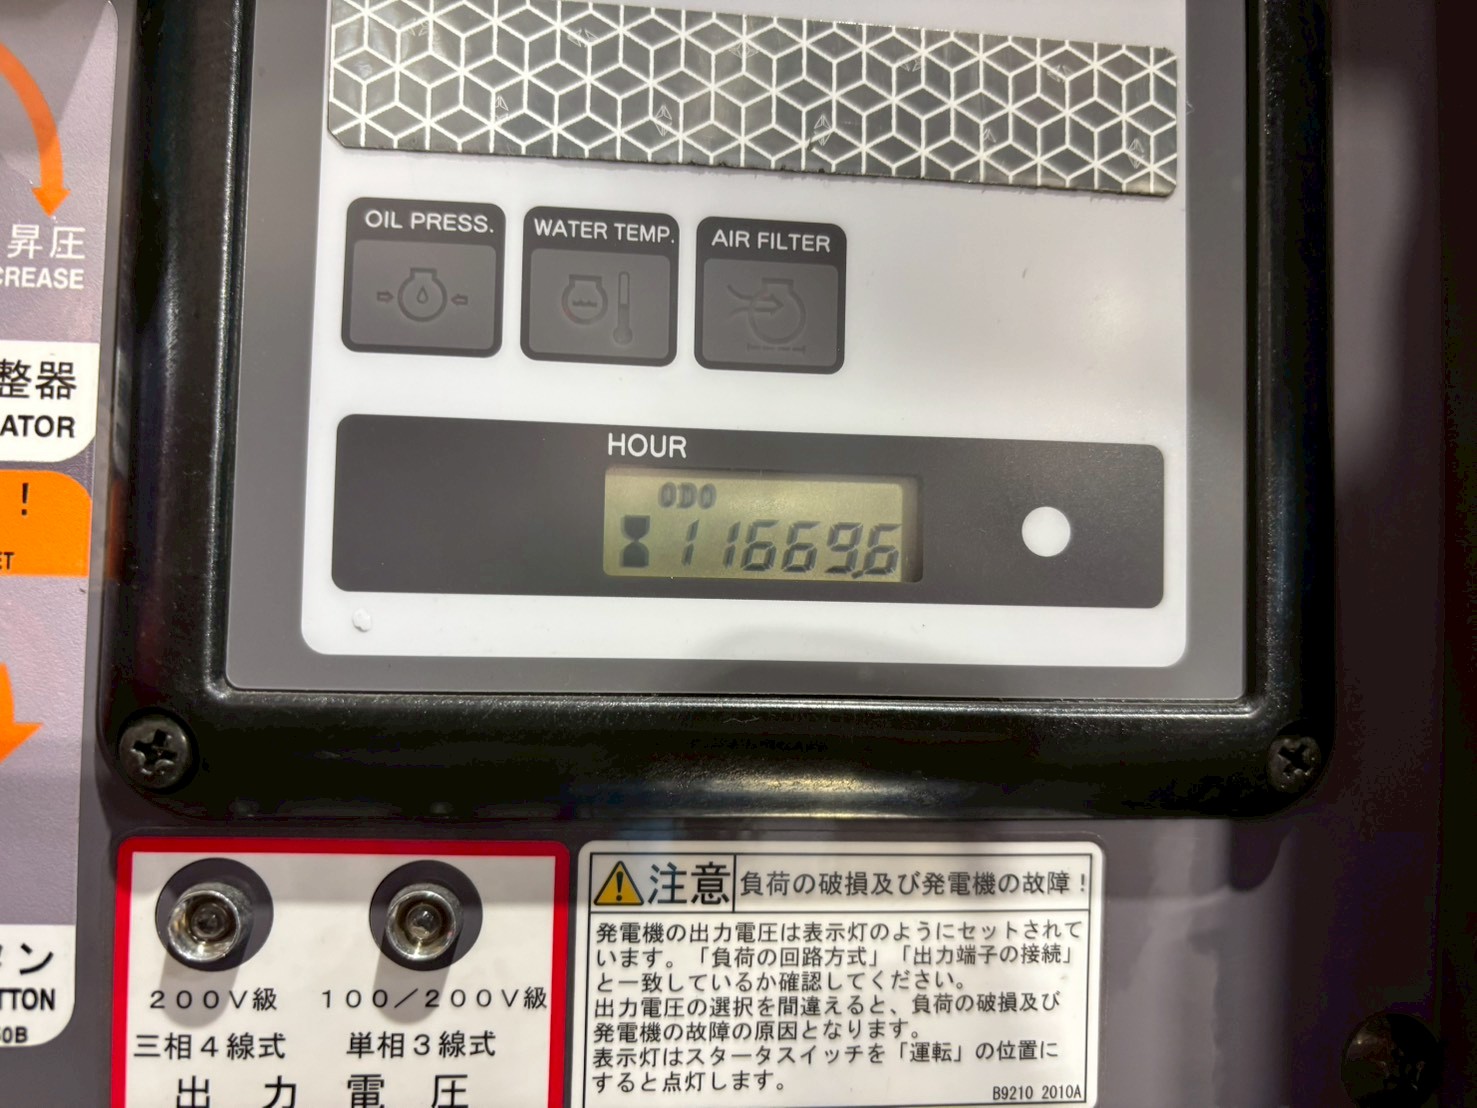 昇圧
CREASE
整器
ATOR
!
ET
OIL PRESS.
WATER TEMP.
AIR FILTER
HOUR
ODO
11669.6
ン
TTON
0B
200V級
100/200V級
三相4線式
単相3線式
出力電圧
注意
負荷の破損及び発電機の故障!
発電機の出力電圧は表示灯のようにセットされて
います。「負荷の回路方式」「出力端子の接続」
と一致しているか確認してください。
出力電圧の選択を間違えると、負荷の破損及び
発電機の故障の原因となります。
表示灯はスタータスイッチを「運転」の位置に
すると点灯します。
B9210 2010A